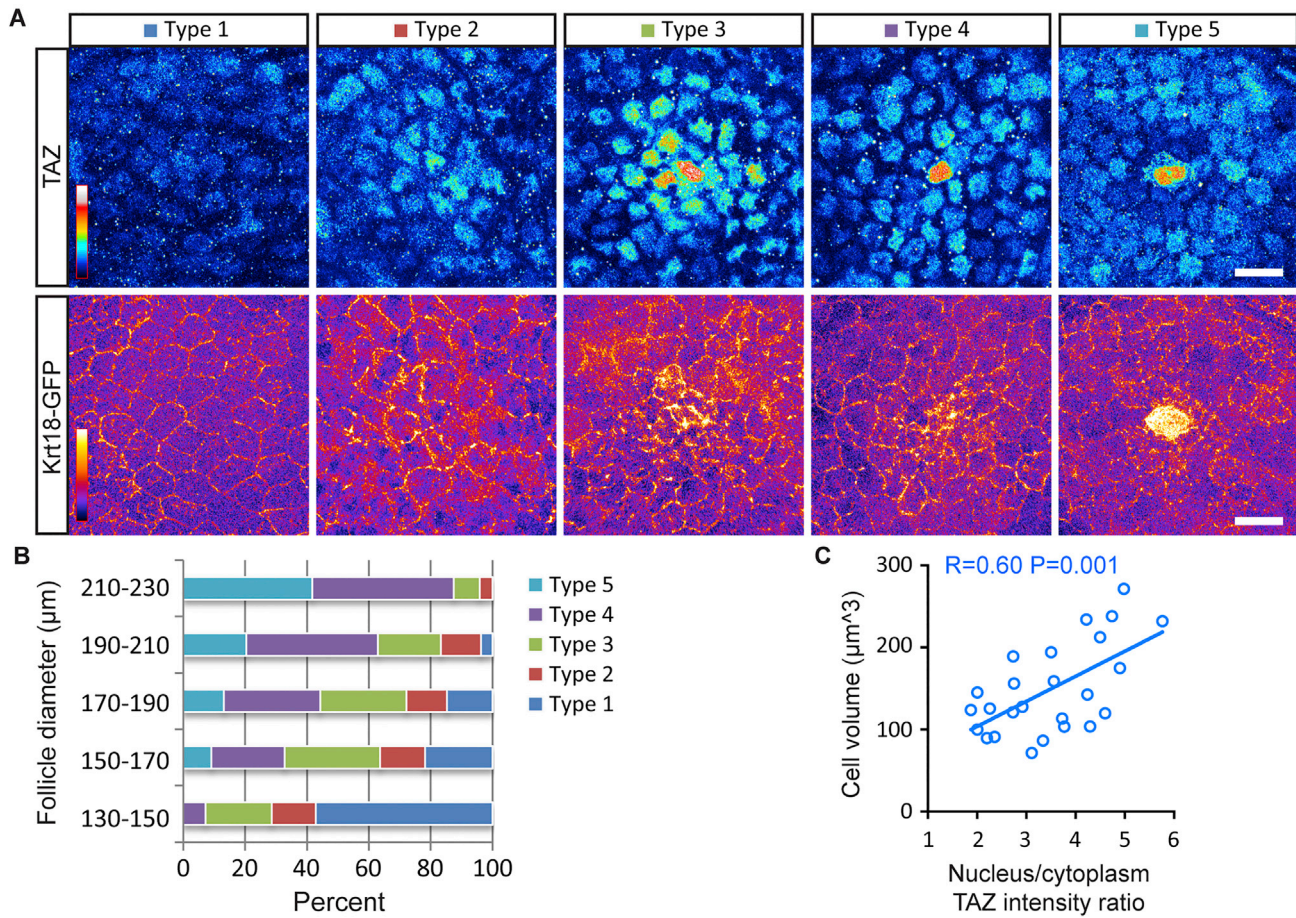 A
Type 1 Type 2 Type 3 Type 4 Type 5
TAZ
Krt18-GFP
B
Follicle diameter (µm)
210-230
190-210
170-190
150-170
130-150
0 20 40 60 80 100
Percent
Type 5
Type 4
Type 3
Type 2
Type 1
C
R=0.60 P=0.001
Cell volume (µm^3)
300
200
100
0
1 2 3 4 5 6
Nucleus/cytoplasm
TAZ intensity ratio